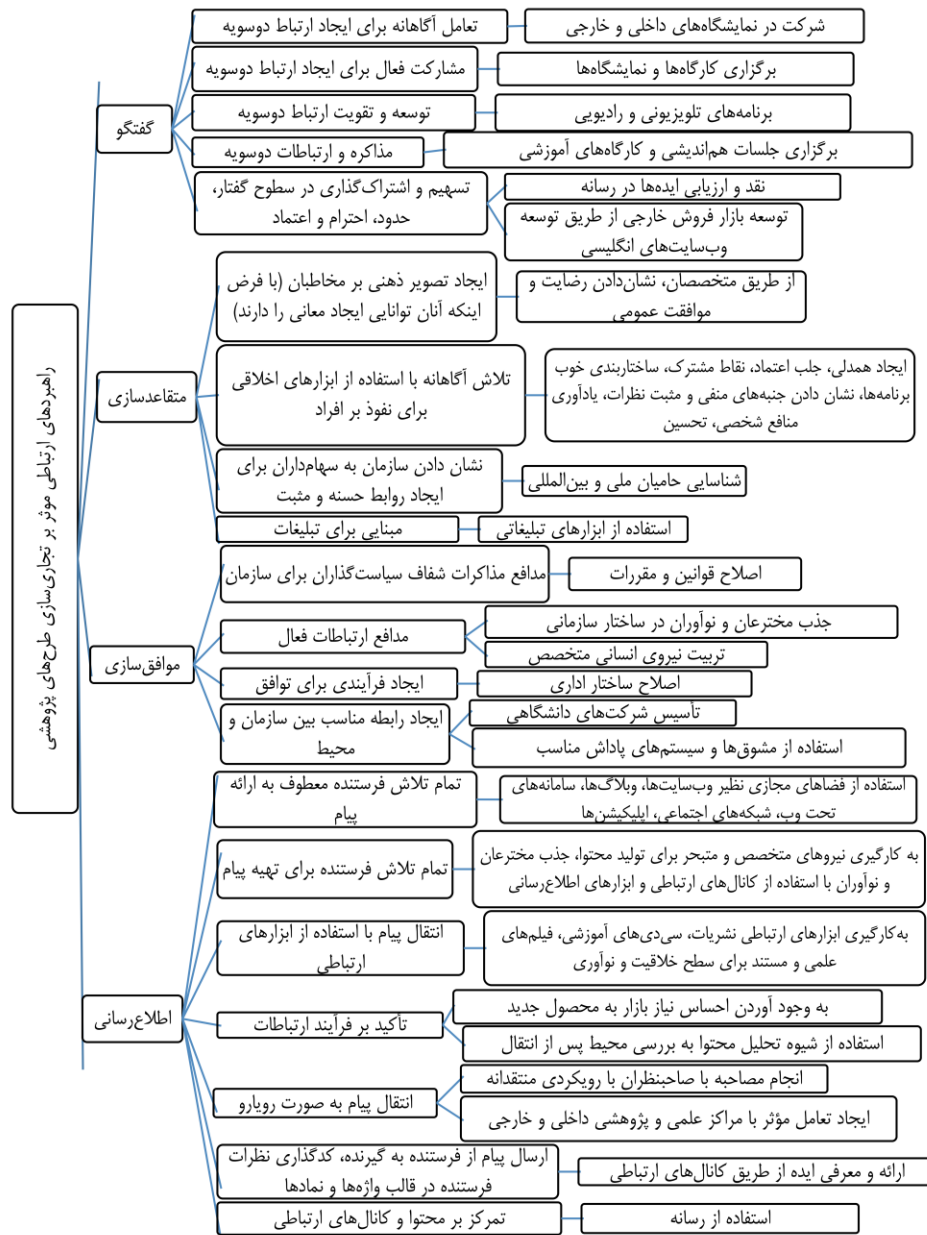 راهبردهای ارتباطی موثر بر تجاری‌سازی طرح‌های پژوهشی
گفتگو
تعامل آگاهانه برای ایجاد ارتباط دوسویه
شرکت در نمایشگاه‌های داخلی و خارجی
مشارکت فعال برای ایجاد ارتباط دوسویه
برگزاری کارگاه‌ها و نمایشگاه‌ها
توسعه و تقویت ارتباط دوسویه
برنامه‌های تلویزیونی و رادیویی
مذاکره و ارتباطات دوسویه
برگزاری جلسات هم‌اندیشی و کارگاه‌های آموزشی
تسهیم و اشتراک‌گذاری در سطوح گفتار،
حدود، احترام و اعتماد
نقد و ارزیابی ایده‌ها در رسانه
توسعه بازار فروش خارجی از طریق توسعه
وب‌سایت‌های انگلیسی
متقاعدسازی
ایجاد تصویر ذهنی بر مخاطبان (با فرض
اینکه آنان توانایی ایجاد معانی را دارند)
از طریق متخصصان، نشان‌دادن رضایت و
موافقت عمومی
تلاش آگاهانه با استفاده از ابزارهای اخلاقی
برای نفوذ بر افراد
ایجاد همدلی، جلب اعتماد، نقاط مشترک، ساختاربندی خوب
برنامه‌ها، نشان دادن جنبه‌های منفی و مثبت نظرات، یادآوری
منافع شخصی، تحسین
نشان دادن سازمان به سهام‌داران برای
ایجاد روابط حسنه و مثبت
شناسایی حامیان ملی و بین‌المللی
مبنایی برای تبلیغات
استفاده از ابزارهای تبلیغاتی
موافق‌سازی
مدافع مذاکرات شفاف سیاست‌گذاران برای سازمان
اصلاح قوانین و مقررات
مدافع ارتباطات فعال
جذب مخترعان و نوآوران در ساختار سازمانی
تربیت نیروی انسانی متخصص
ایجاد فرآیندی برای توافق
اصلاح ساختار اداری
ایجاد رابطه مناسب بین سازمان و
محیط
تأسیس شرکت‌های دانشگاهی
استفاده از مشوق‌ها و سیستم‌های پاداش مناسب
اطلاع‌رسانی
تمام تلاش فرستنده معطوف به ارائه
پیام
استفاده از فضاهای مجازی نظیر وب‌سایت‌ها، وبلاگ‌ها، سامانه‌های
تحت وب، شبکه‌های اجتماعی، اپلیکیشن‌ها
تمام تلاش فرستنده برای تهیه پیام
به کارگیری نیروهای متخصص و متبحر برای تولید محتوا، جذب مخترعان
و نوآوران با استفاده از کانال‌های ارتباطی و ابزارهای اطلاع‌رسانی
انتقال پیام با استفاده از ابزارهای
ارتباطی
به‌کارگیری ابزارهای ارتباطی نشریات، سی‌دی‌های آموزشی، فیلم‌های
علمی و مستند برای سطح خلاقیت و نوآوری
تأکید بر فرآیند ارتباطات
به وجود آوردن احساس نیاز بازار به محصول جدید
استفاده از شیوه تحلیل محتوا به بررسی محیط پس از انتقال
انتقال پیام به صورت رویارو
انجام مصاحبه با صاحبنظران با رویکردی منتقدانه
ایجاد تعامل مؤثر با مراکز علمی و پژوهشی داخلی و خارجی
ارسال پیام از فرستنده به گیرنده، کدگذاری نظرات
فرستنده در قالب واژه‌ها و نمادها
ارائه و معرفی ایده از طریق کانال‌های ارتباطی
تمرکز بر محتوا و کانال‌های ارتباطی
استفاده از رسانه